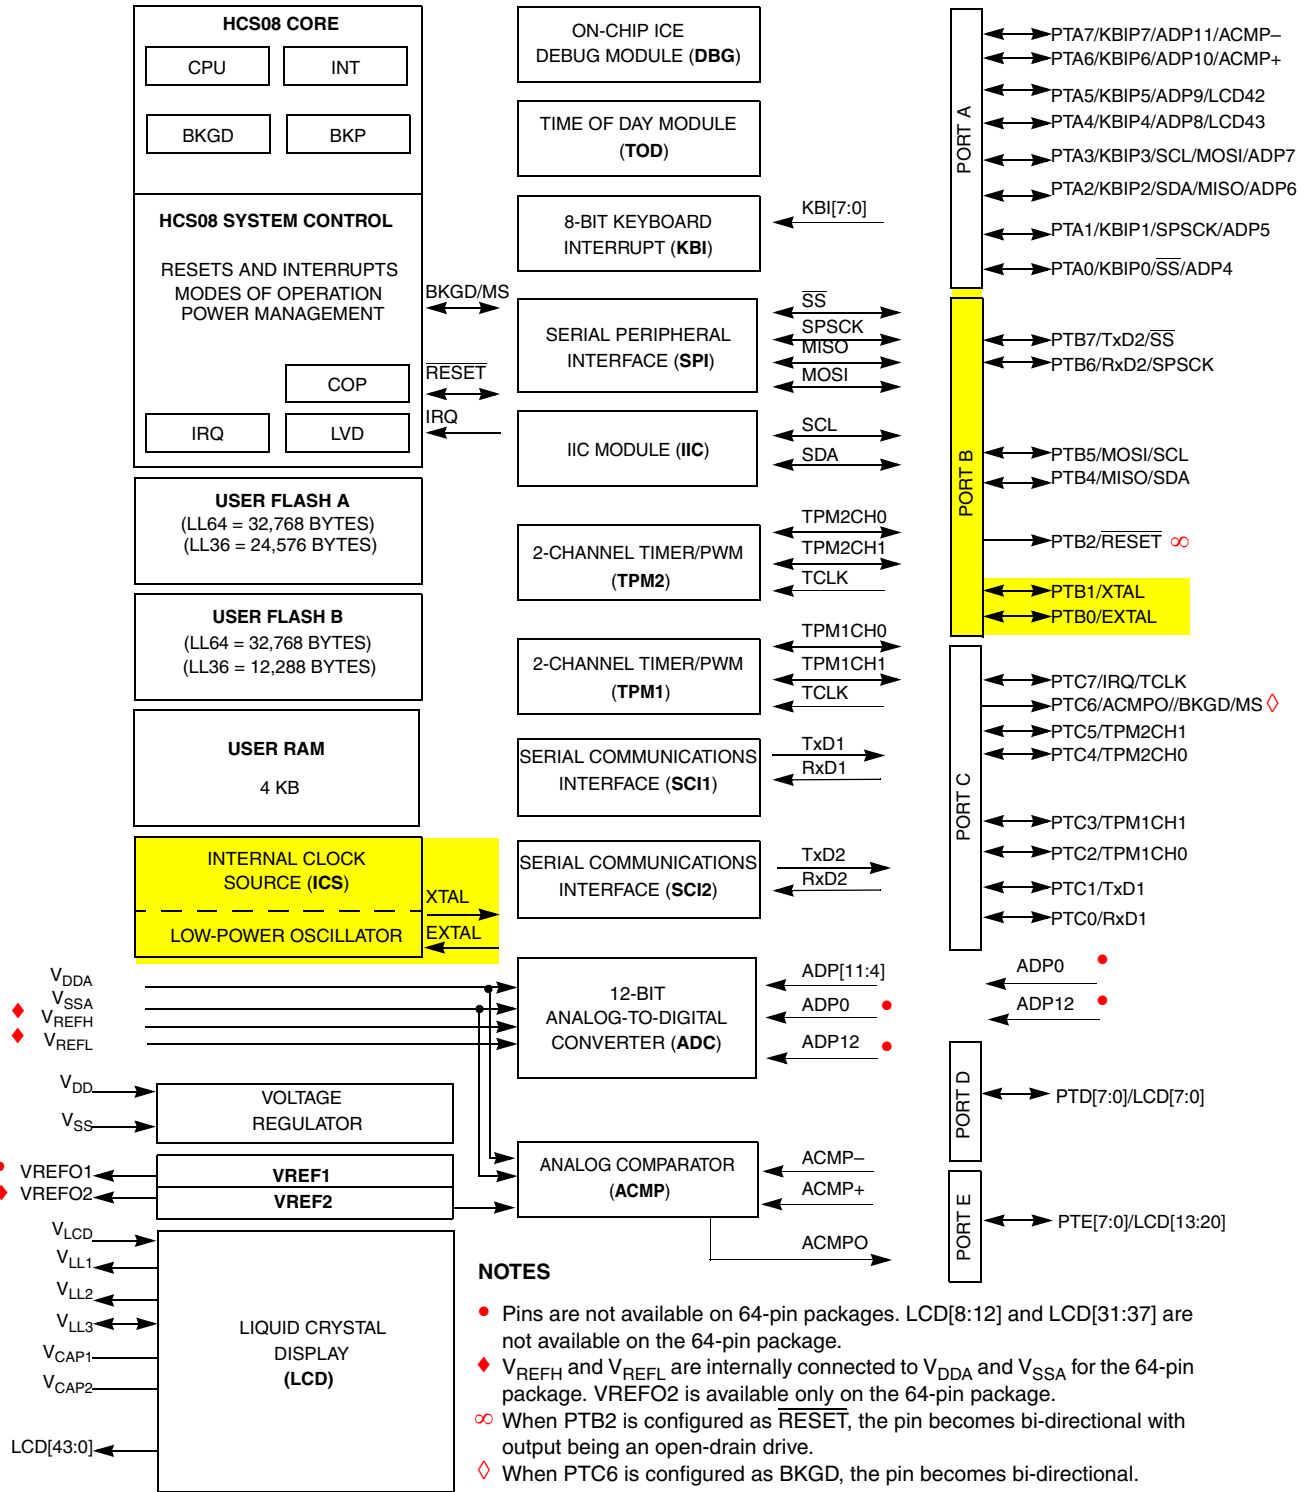 HCS08 CORE
CPU
INT
BKGD
BKP
HCS08 SYSTEM CONTROL
RESETS AND INTERRUPTS
MODES OF OPERATION
POWER MANAGEMENT
COP
IRQ
LVD
BKGD/MS
RESET
IRQ
USER FLASH A
(LL64 = 32,768 BYTES)
(LL36 = 24,576 BYTES)
USER FLASH B
(LL64 = 32,768 BYTES)
(LL36 = 12,288 BYTES)
USER RAM
4 KB
INTERNAL CLOCK
SOURCE (ICS)
LOW-POWER OSCILLATOR
XTAL
EXTAL
VDDA
VSSA
♦ VREFH
♦ VREFL
VDD
VSS
VOLTAGE
REGULATOR
• VREFO1
♦ VREFO2
VREF1
VREF2
VLCD
VLL1
VLL2
VLL3
VCAP1
VCAP2
LCD[43:0]
LIQUID CRYSTAL
DISPLAY
(LCD)
ON-CHIP ICE
DEBUG MODULE (DBG)
TIME OF DAY MODULE
(TOD)
8-BIT KEYBOARD
INTERRUPT (KBI)
KBI[7:0]
SERIAL PERIPHERAL
INTERFACE (SPI)
SS
SPSCK
MISO
MOSI
IIC MODULE (IIC)
SCL
SDA
2-CHANNEL TIMER/PWM
(TPM2)
TPM2CH0
TPM2CH1
TCLK
2-CHANNEL TIMER/PWM
(TPM1)
TPM1CH0
TPM1CH1
TCLK
SERIAL COMMUNICATIONS
INTERFACE (SCI1)
TxD1
RxD1
SERIAL COMMUNICATIONS
INTERFACE (SCI2)
TxD2
RxD2
12-BIT
ANALOG-TO-DIGITAL
CONVERTER (ADC)
ADP[11:4]
ADP0 •
ADP12 •
ANALOG COMPARATOR
(ACMP)
ACMP–
ACMP+
ACMPO
PORT A
PTA7/KBIP7/ADP11/ACMP–
PTA6/KBIP6/ADP10/ACMP+
PTA5/KBIP5/ADP9/LCD42
PTA4/KBIP4/ADP8/LCD43
PTA3/KBIP3/SCL/MOSI/ADP7
PTA2/KBIP2/SDA/MISO/ADP6
PTA1/KBIP1/SPSCK/ADP5
PTA0/KBIP0/SS/ADP4
PORT B
PTB7/TxD2/SS
PTB6/RxD2/SPSCK
PTB5/MOSI/SCL
PTB4/MISO/SDA
PTB2/RESET ∞
PTB1/XTAL
PTB0/EXTAL
PORT C
PTC7/IRQ/TCLK
PTC6/ACMPO//BKGD/MS ◊
PTC5/TPM2CH1
PTC4/TPM2CH0
PTC3/TPM1CH1
PTC2/TPM1CH0
PTC1/TxD1
PTC0/RxD1
ADP0 •
ADP12 •
PORT D
PTD[7:0]/LCD[7:0]
PORT E
PTE[7:0]/LCD[13:20]
NOTES
• Pins are not available on 64-pin packages. LCD[8:12] and LCD[31:37] are
not available on the 64-pin package.
♦ VREFH and VREFL are internally connected to VDDA and VSSA for the 64-pin
package. VREFO2 is available only on the 64-pin package.
∞ When PTB2 is configured as RESET, the pin becomes bi-directional with
output being an open-drain drive.
◊ When PTC6 is configured as BKGD, the pin becomes bi-directional.